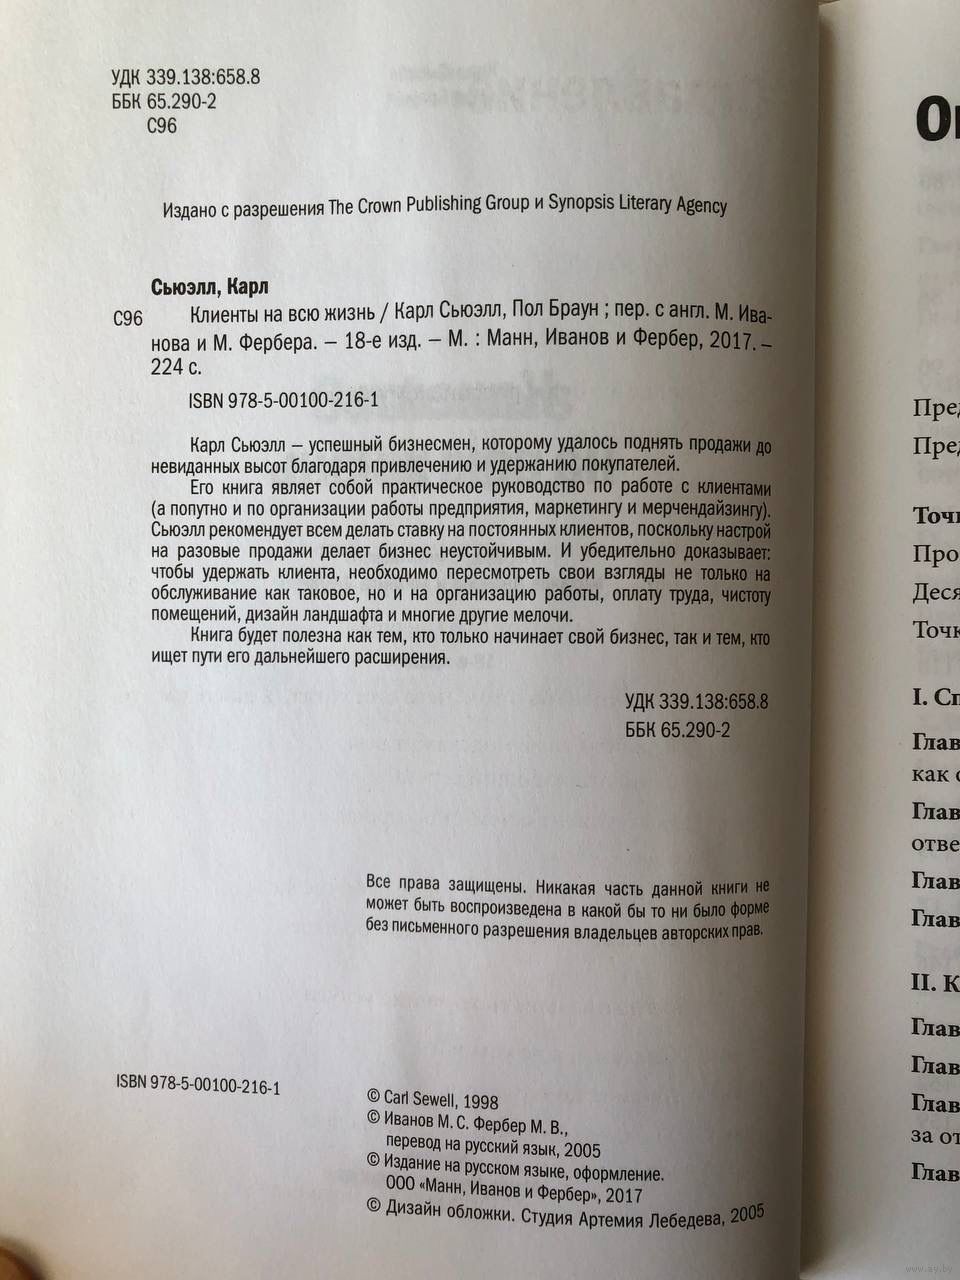 УДК 339.138:658.8
ББК 65.290-2
С96
Издано с разрешения The Crown Publishing Group и Synopsis Literary Agency
Сьюэлл, Карл
С96 Клиенты на всю жизнь / Карл Сьюэлл, Пол Браун ; пер. с англ. М. Ива-
нова и М. Фербера. – 18-е изд. – М. : Манн, Иванов и Фербер, 2017. –
224 с.
ISBN 978-5-00100-216-1
Карл Сьюэлл – успешный бизнесмен, которому удалось поднять продажи до
невиданных высот благодаря привлечению и удержанию покупателей.
Его книга являет собой практическое руководство по работе с клиентами
(а попутно и по организации работы предприятия, маркетингу и мерчендайзингу).
Сьюэлл рекомендует всем делать ставку на постоянных клиентов, поскольку настрой
на разовые продажи делает бизнес неустойчивым. И убедительно доказывает:
чтобы удержать клиента, необходимо пересмотреть свои взгляды не только на
обслуживание как таковое, но и на организацию работы, оплату труда, чистоту
помещений, дизайн ландшафта и многие другие мелочи.
Книга будет полезна как тем, кто только начинает свой бизнес, так и тем, кто
ищет пути его дальнейшего расширения.
УДК 339.138:658.8
ББК 65.290-2
Все права защищены. Никакая часть данной книги не
может быть воспроизведена в какой бы то ни было форме
без письменного разрешения владельцев авторских прав.
ISBN 978-5-00100-216-1
© Carl Sewell, 1998
© Иванов М. С. Фербер М. В.,
перевод на русский язык, 2005
© Издание на русском языке, оформление.
ООО «Манн, Иванов и Фербер», 2017
© Дизайн обложки. Студия Артемия Лебедева, 2005
Пред
Пред
Точк
Про
Деся
Точк
I. Сп
Глав
как
Глав
отве
Глав
Глав
II. К
Глав
Глав
Глав
за от
Глав
www.ay.by